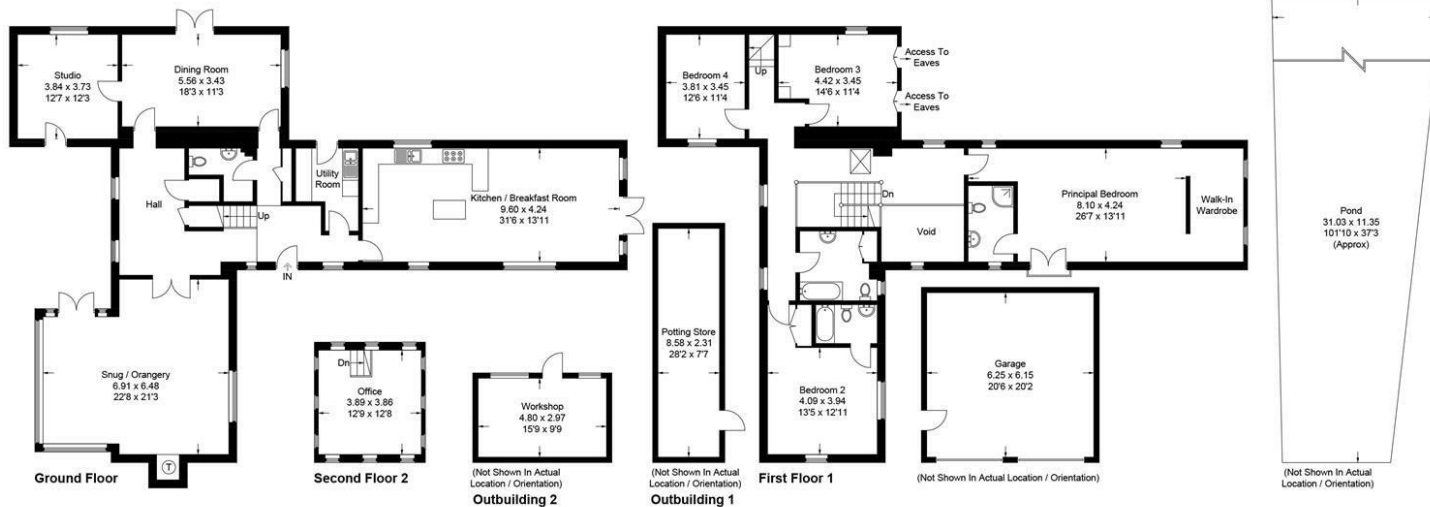 Studio
3.84 x 3.73
12'7 x 12'3
Dining Room
5.56 x 3.43
18'3 x 11'3
Hall
Up
Utility
Room
Kitchen / Breakfast Room
9.60 x 4.24
31'6 x 13'11
IN
Snug / Orangery
6.91 x 6.48
22'8 x 21'3
T
Ground Floor
Dn
Office
3.89 x 3.86
12'9 x 12'8
Second Floor 2
Workshop
4.80 x 2.97
15'9 x 9'9
(Not Shown In Actual
Location / Orientation)
Outbuilding 2
Potting Store
8.58 x 2.31
28'2 x 7'7
(Not Shown In Actual
Location / Orientation)
Outbuilding 1
Bedroom 4
3.81 x 3.45
12'6 x 11'4
Up
Bedroom 3
4.42 x 3.45
14'6 x 11'4
Access To
Eaves
Access To
Eaves
Dn
Void
Principal Bedroom
8.10 x 4.24
26'7 x 13'11
Walk-In
Wardrobe
Bedroom 2
4.09 x 3.94
13'5 x 12'11
First Floor 1
Garage
6.25 x 6.15
20'6 x 20'2
(Not Shown In Actual Location / Orientation)
Pond
31.03 x 11.35
101'10 x 37'3
(Approx)
(Not Shown In Actual
Location / Orientation)